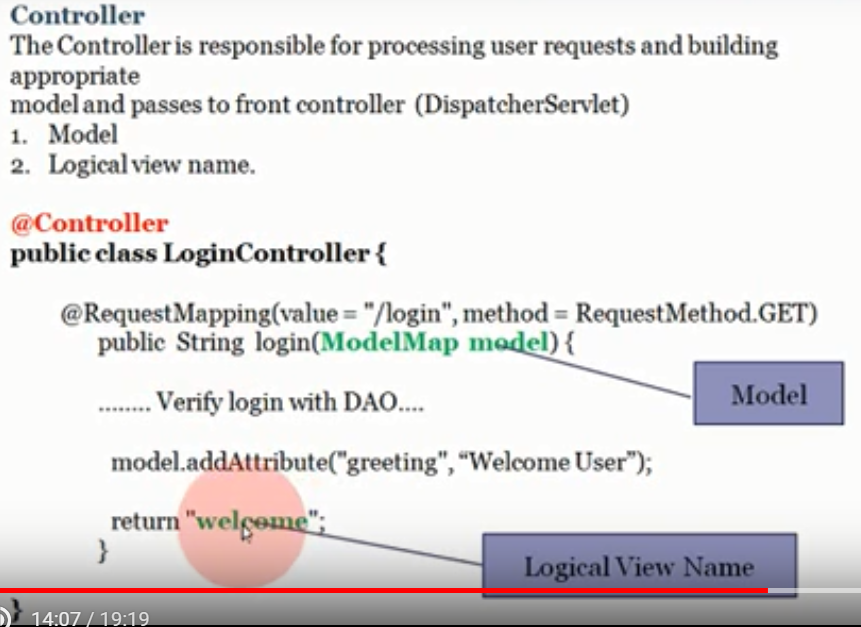 Controller
The Controller is responsible for processing user requests and building
appropriate
model and passes to front controller (DispatcherServlet)
1. Model
2. Logical view name.
@Controller
public class LoginController {
@RequestMapping(value = "/login", method = RequestMethod.GET)
public String login(ModelMap model) {
Model
........ Verify login with DAO....
model.addAttribute("greeting", “Welcome User”);
return "welcome";
}
Logical View Name
}
14:07 / 19:19